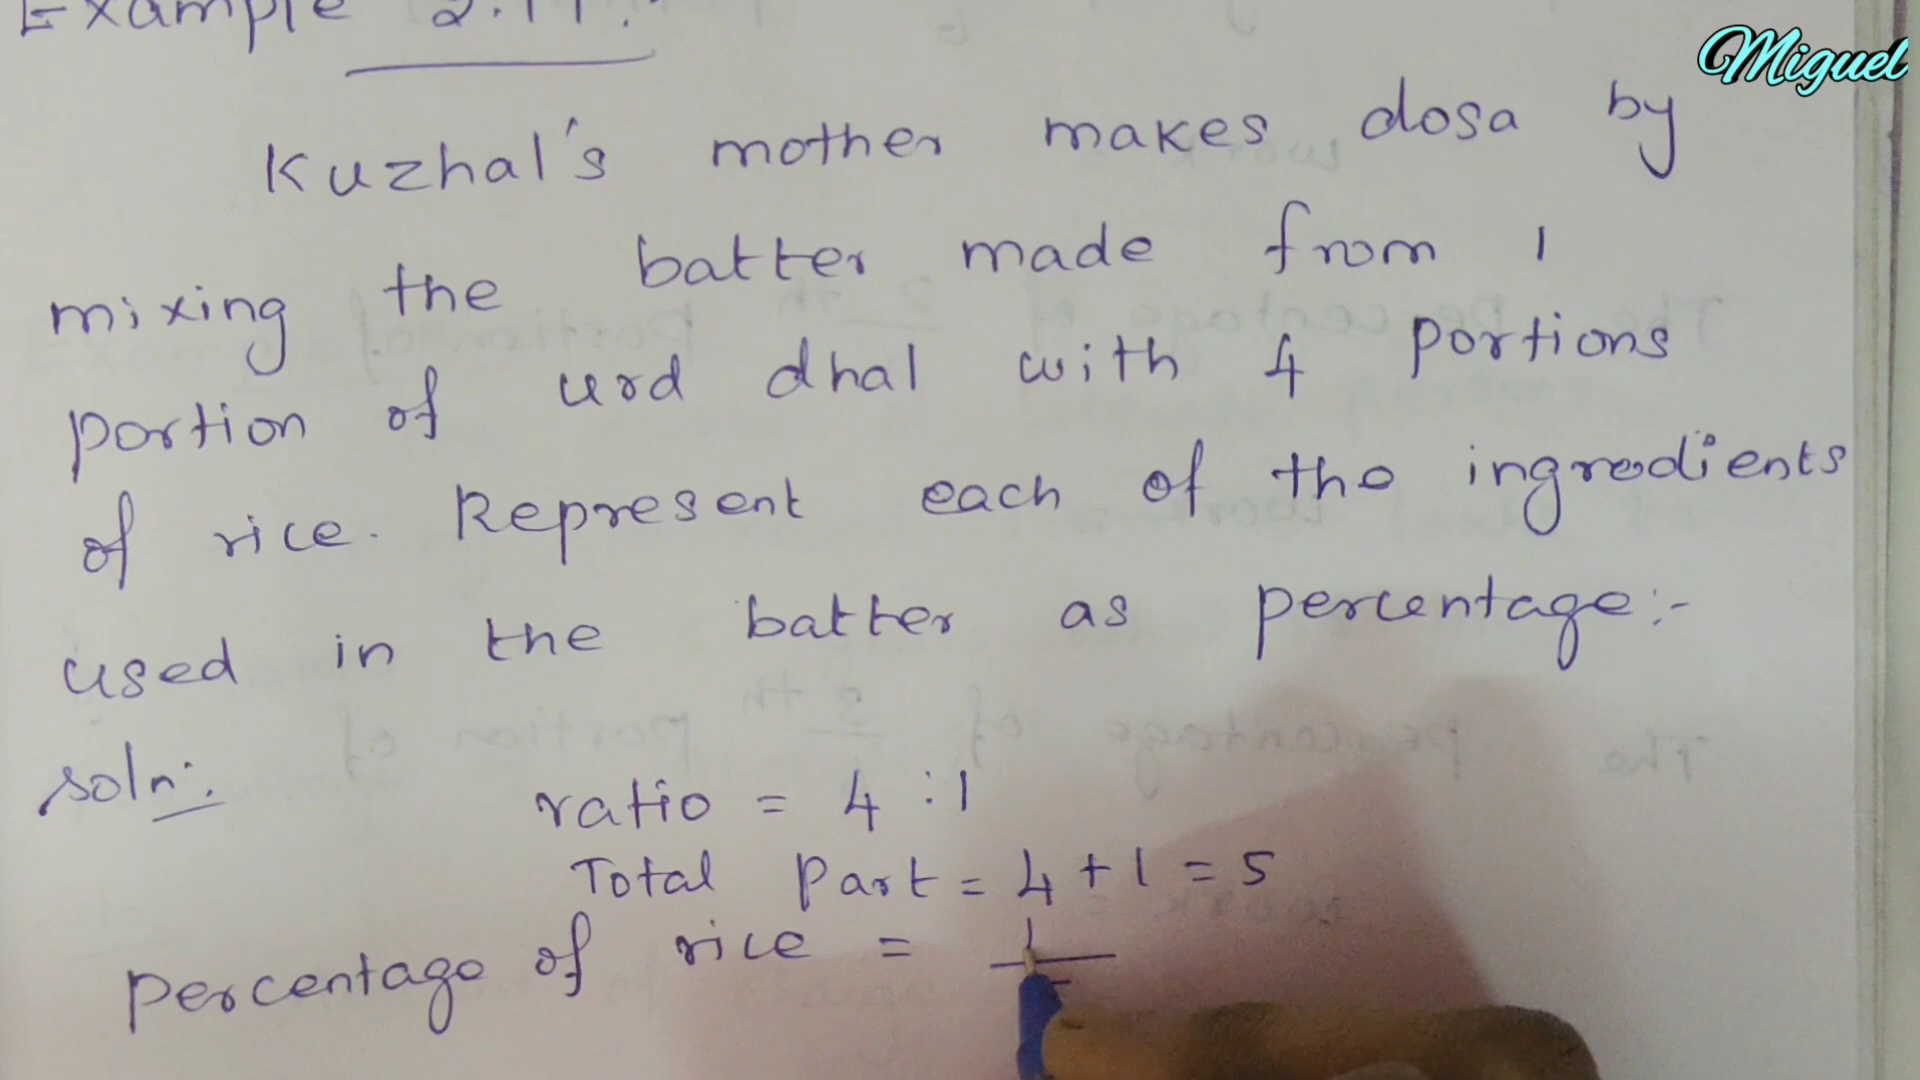 Example 2.11:
Miguel
Kuzhal's mother makes dosa by
mixing the batter made from 1
portion of urd dhal with 4 portions
of rice. Represent each of the ingredients
used in the batter as percentage:-
soln:
ratio = 4 : 1
Total Part = 4 + 1 = 5
percentage of rice =